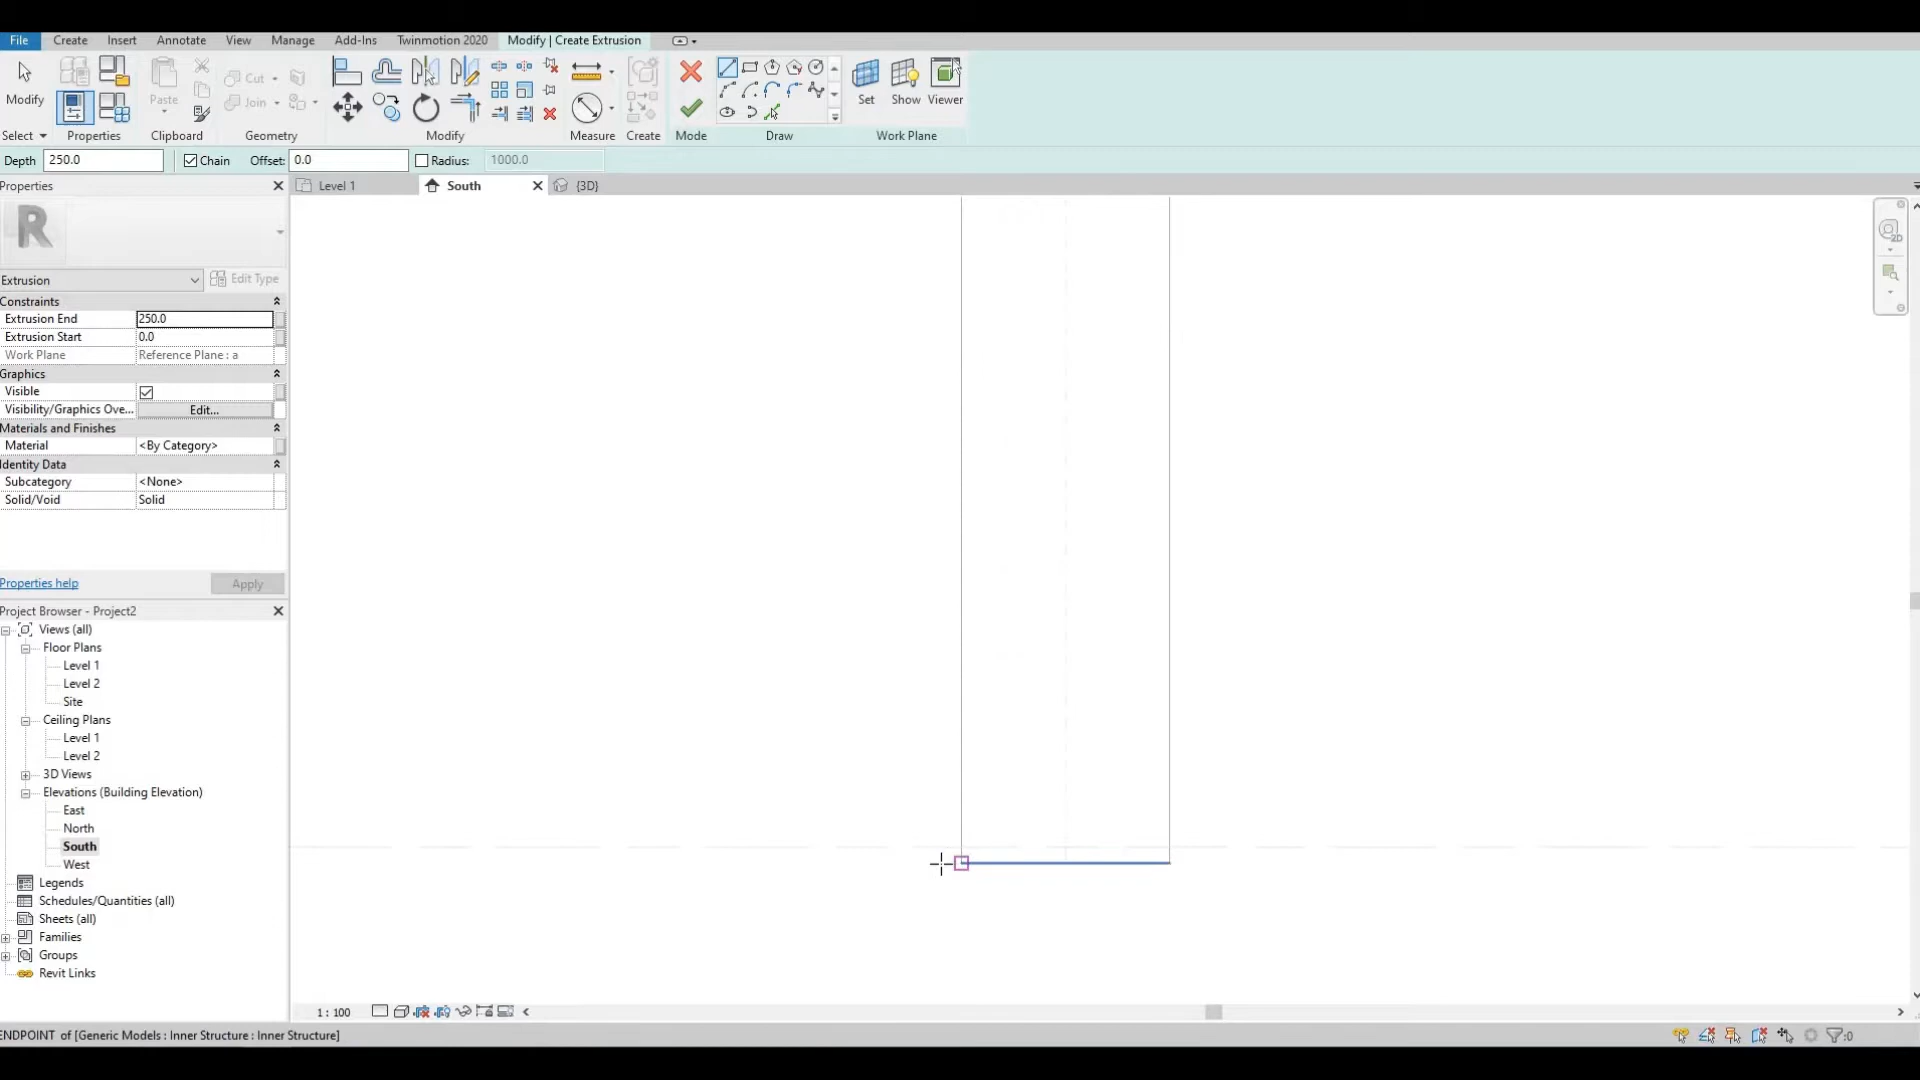 File Create Insert Annotate View Manage Add-Ins Twinmotion 2020 Modify | Create Extrusion
Modify Paste Cut Join Set Show Viewer
Select Properties Clipboard Geometry Modify Measure Create Mode Draw Work Plane
Depth 250.0 Chain Offset: 0.0 Radius: 1000.0
Properties
Level 1 South {3D}
R
Extrusion Edit Type
Constraints
Extrusion End 250.0
Extrusion Start 0.0
Work Plane Reference Plane : a
Graphics
Visible
Visibility/Graphics Ove... Edit...
Materials and Finishes
Material <By Category>
Identity Data
Subcategory <None>
Solid/Void Solid
Properties help Apply
Project Browser - Project2
Views (all)
Floor Plans
Level 1
Level 2
Site
Ceiling Plans
Level 1
Level 2
3D Views
Elevations (Building Elevation)
East
North
South
West
Legends
Schedules/Quantities (all)
Sheets (all)
Families
Groups
Revit Links
2D
1 : 100
ENDPOINT of [Generic Models : Inner Structure : Inner Structure]
:0